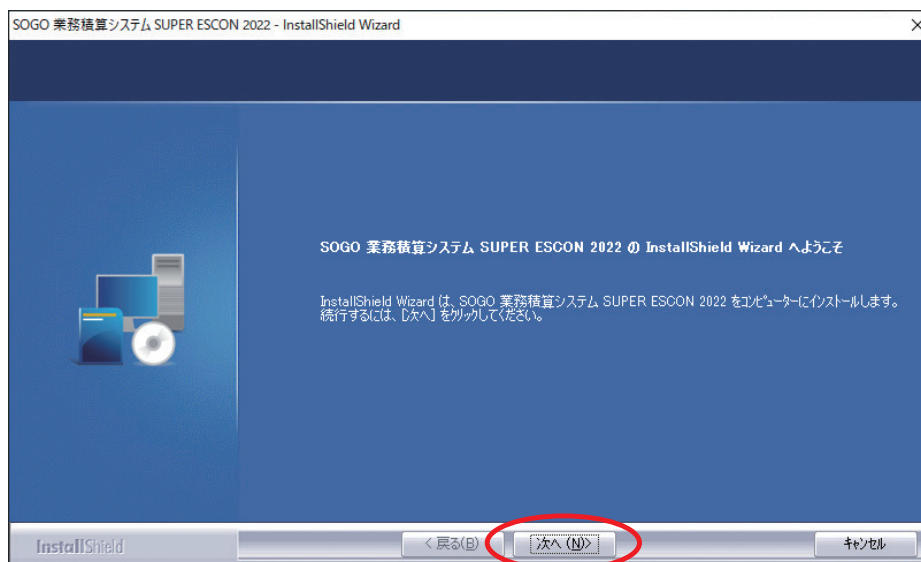 SOGO 業務積算システム SUPER ESCON 2022 - InstallShield Wizard
SOGO 業務積算システム SUPER ESCON 2022 の InstallShield Wizard へようこそ
InstallShield Wizard は、SOGO 業務積算システム SUPER ESCON 2022 をコンピューターにインストールします。
続行するには、[次へ] をクリックしてください。
InstallShield
< 戻る(B)
次へ (N)>
キャンセル